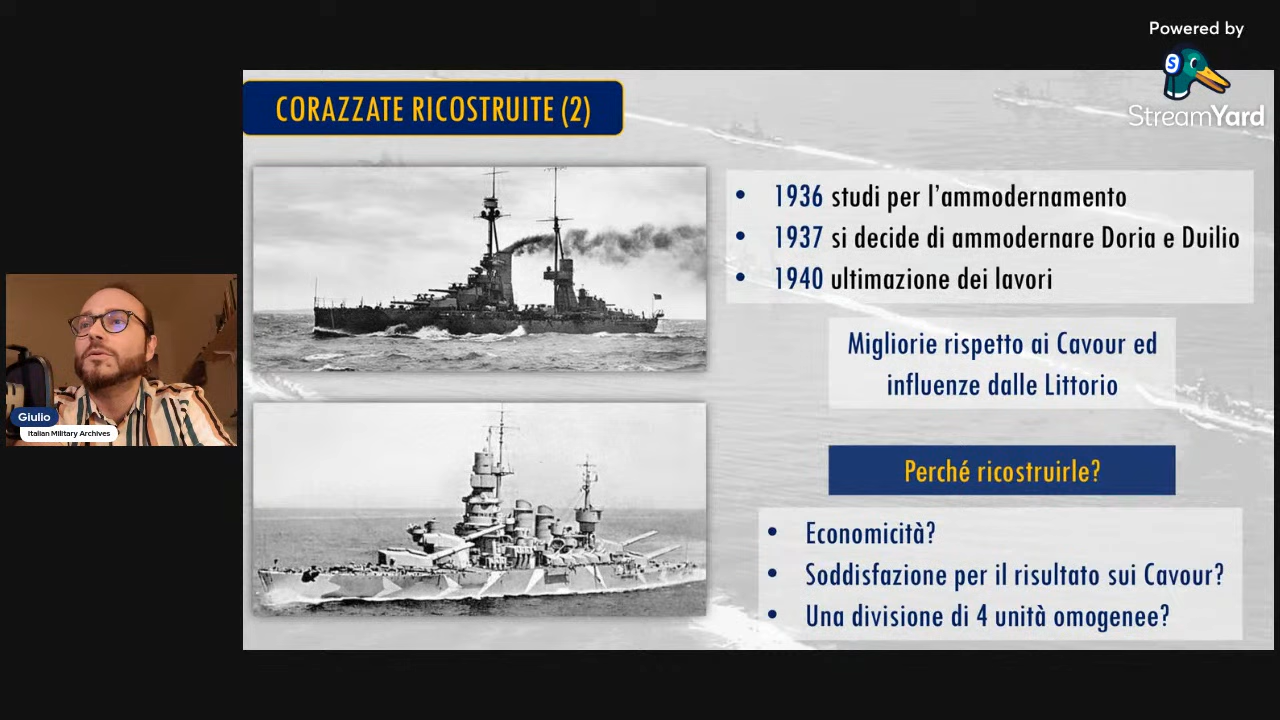 Powered by
S
StreamYard
CORAZZATE RICOSTRUITE (2)
• 1936 studi per l’ammodernamento
• 1937 si decide di ammodernare Doria e Duilio
• 1940 ultimazione dei lavori
Migliorie rispetto ai Cavour ed
influenze dalle Littorio
Perché ricostruirle?
• Economicità?
• Soddisfazione per il risultato sui Cavour?
• Una divisione di 4 unità omogenee?
Giulio
Italian Military Archives